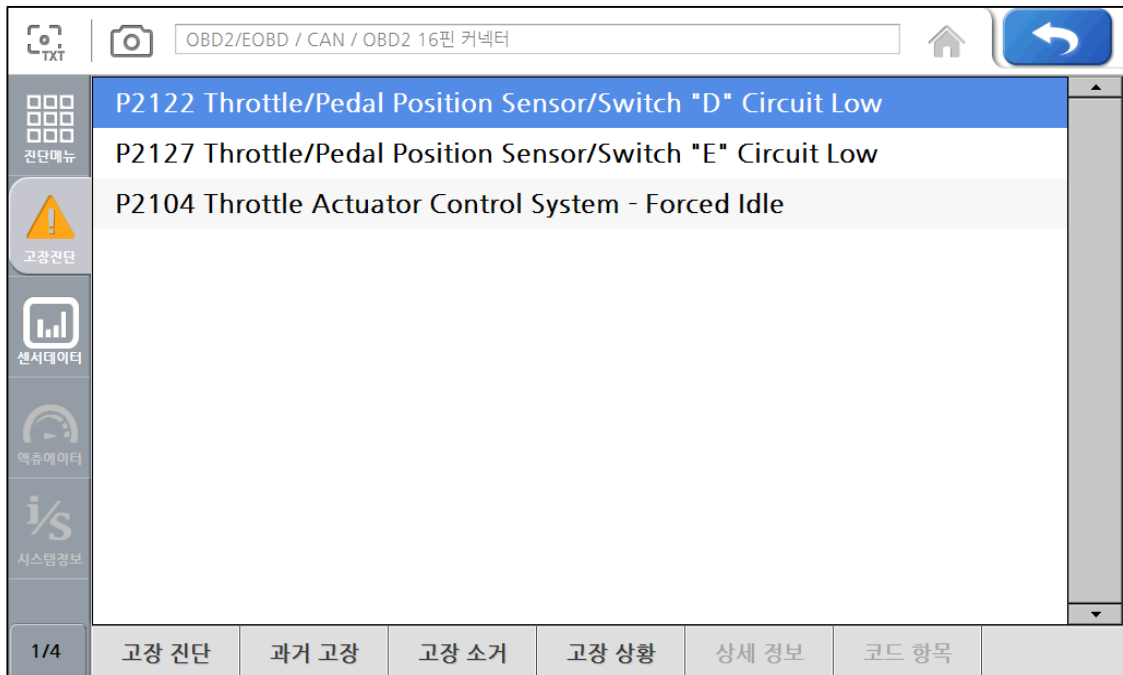 TXT
OBD2/EOBD / CAN / OBD2 16핀 커넥터
진단메뉴
P2122 Throttle/Pedal Position Sensor/Switch "D" Circuit Low
P2127 Throttle/Pedal Position Sensor/Switch "E" Circuit Low
P2104 Throttle Actuator Control System - Forced Idle
고장진단
센서데이터
액츄에이터
i/s
시스템정보
1/4 고장 진단 과거 고장 고장 소거 고장 상황 상세 정보 코드 항목